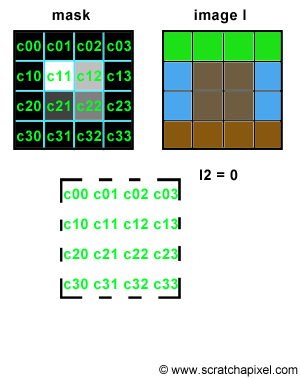 mask image I
c00 c01 c02 c03
c10 c11 c12 c13
c20 c21 c22 c23
c30 c31 c32 c33
I2 = 0
c00 c01 c02 c03
c10 c11 c12 c13
c20 c21 c22 c23
c30 c31 c32 c33
© www.scratchapixel.com